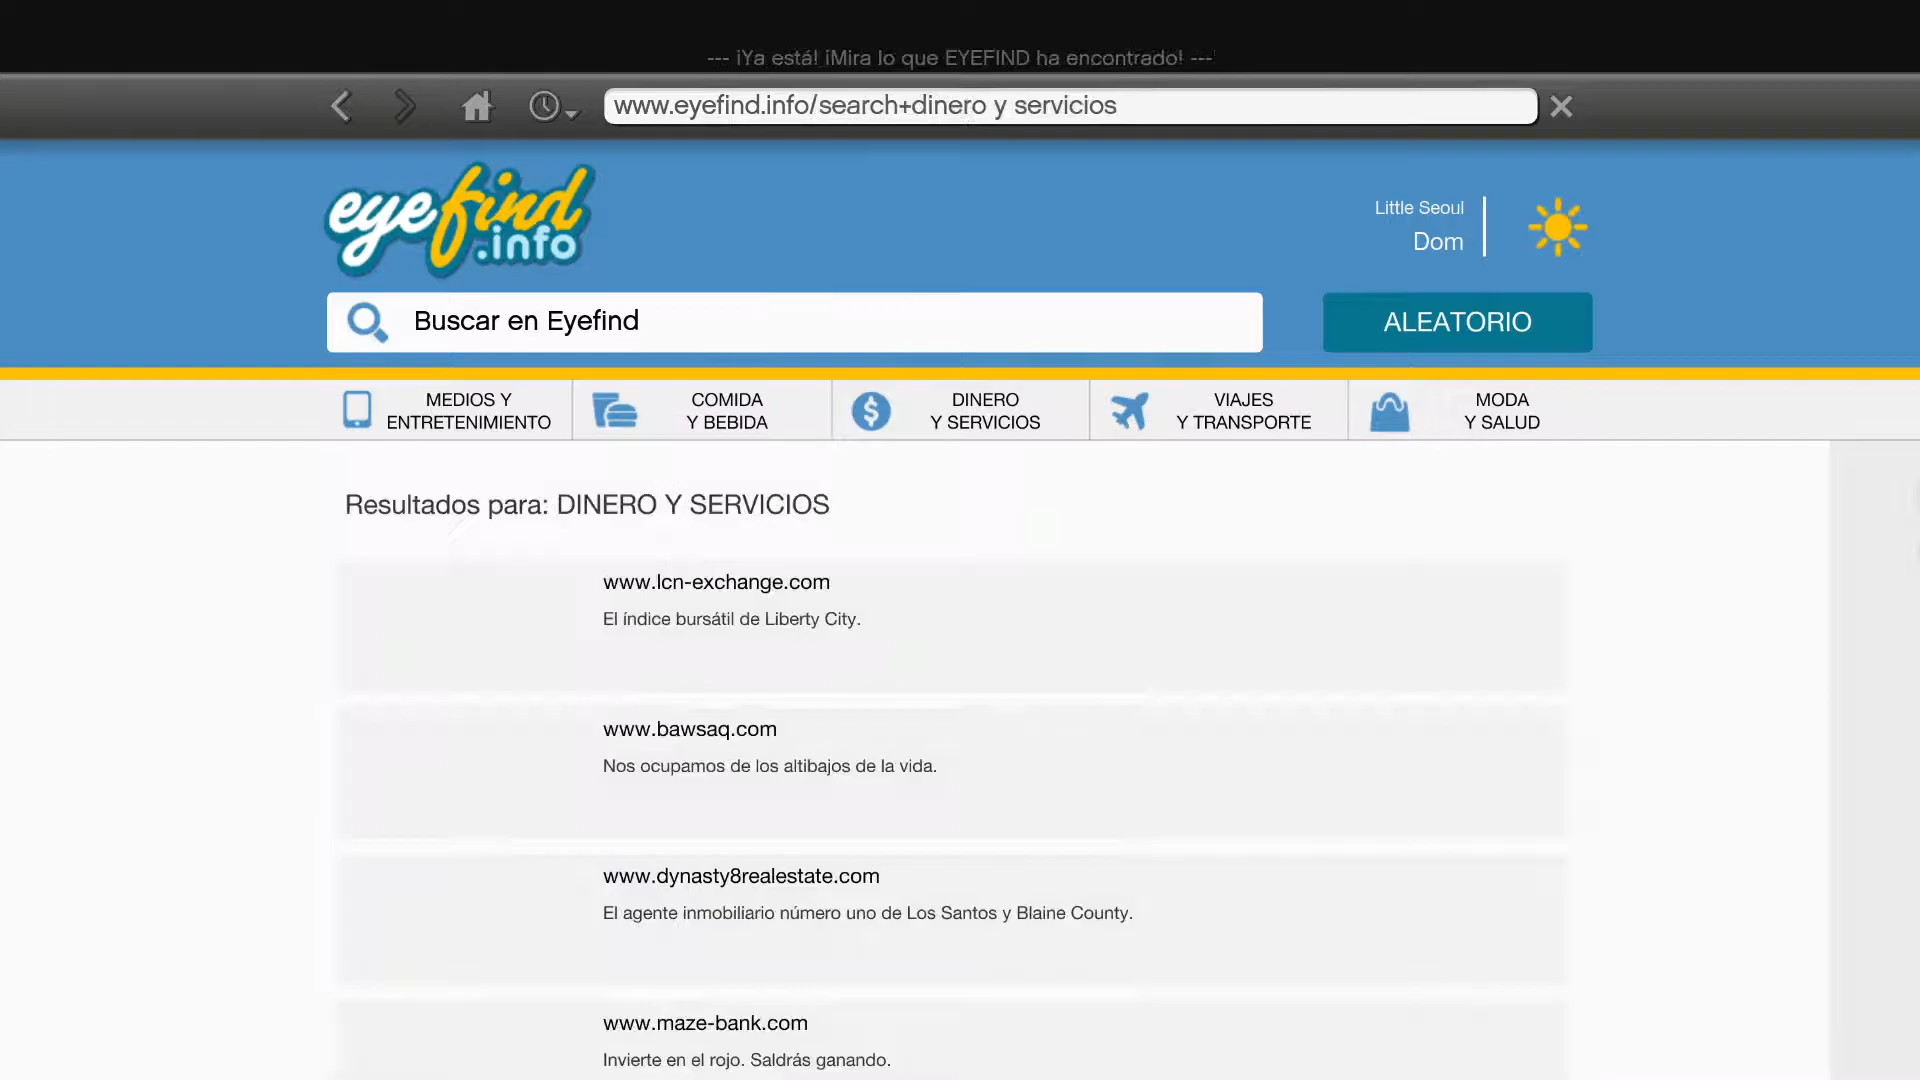 --- ¡Ya está! ¡Mira lo que EYEFIND ha encontrado! ---
www.eyefind.info/search+dinero y servicios
eyefind
.info
Little Seoul
Dom
Buscar en Eyefind
ALEATORIO
MEDIOS Y
ENTRETENIMIENTO
COMIDA
Y BEBIDA
DINERO
Y SERVICIOS
VIAJES
Y TRANSPORTE
MODA
Y SALUD
Resultados para: DINERO Y SERVICIOS
www.lcn-exchange.com
El índice bursátil de Liberty City.
www.bawsaq.com
Nos ocupamos de los altibajos de la vida.
www.dynasty8realestate.com
El agente inmobiliario número uno de Los Santos y Blaine County.
www.maze-bank.com
Invierte en el rojo. Saldrás ganando.